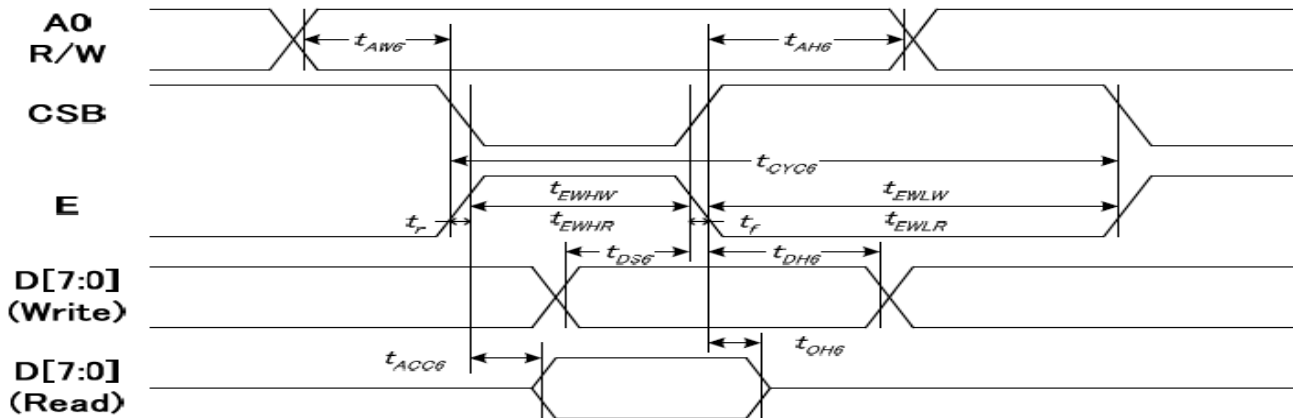 A0
R/W
tAW6
tAH6
CSB
tCYC6
E
tr
tEWHW
tEWHR
tf
tEWLW
tEWLR
tDS6
tDH6
D[7:0]
(Write)
tACC6
tOH6
D[7:0]
(Read)